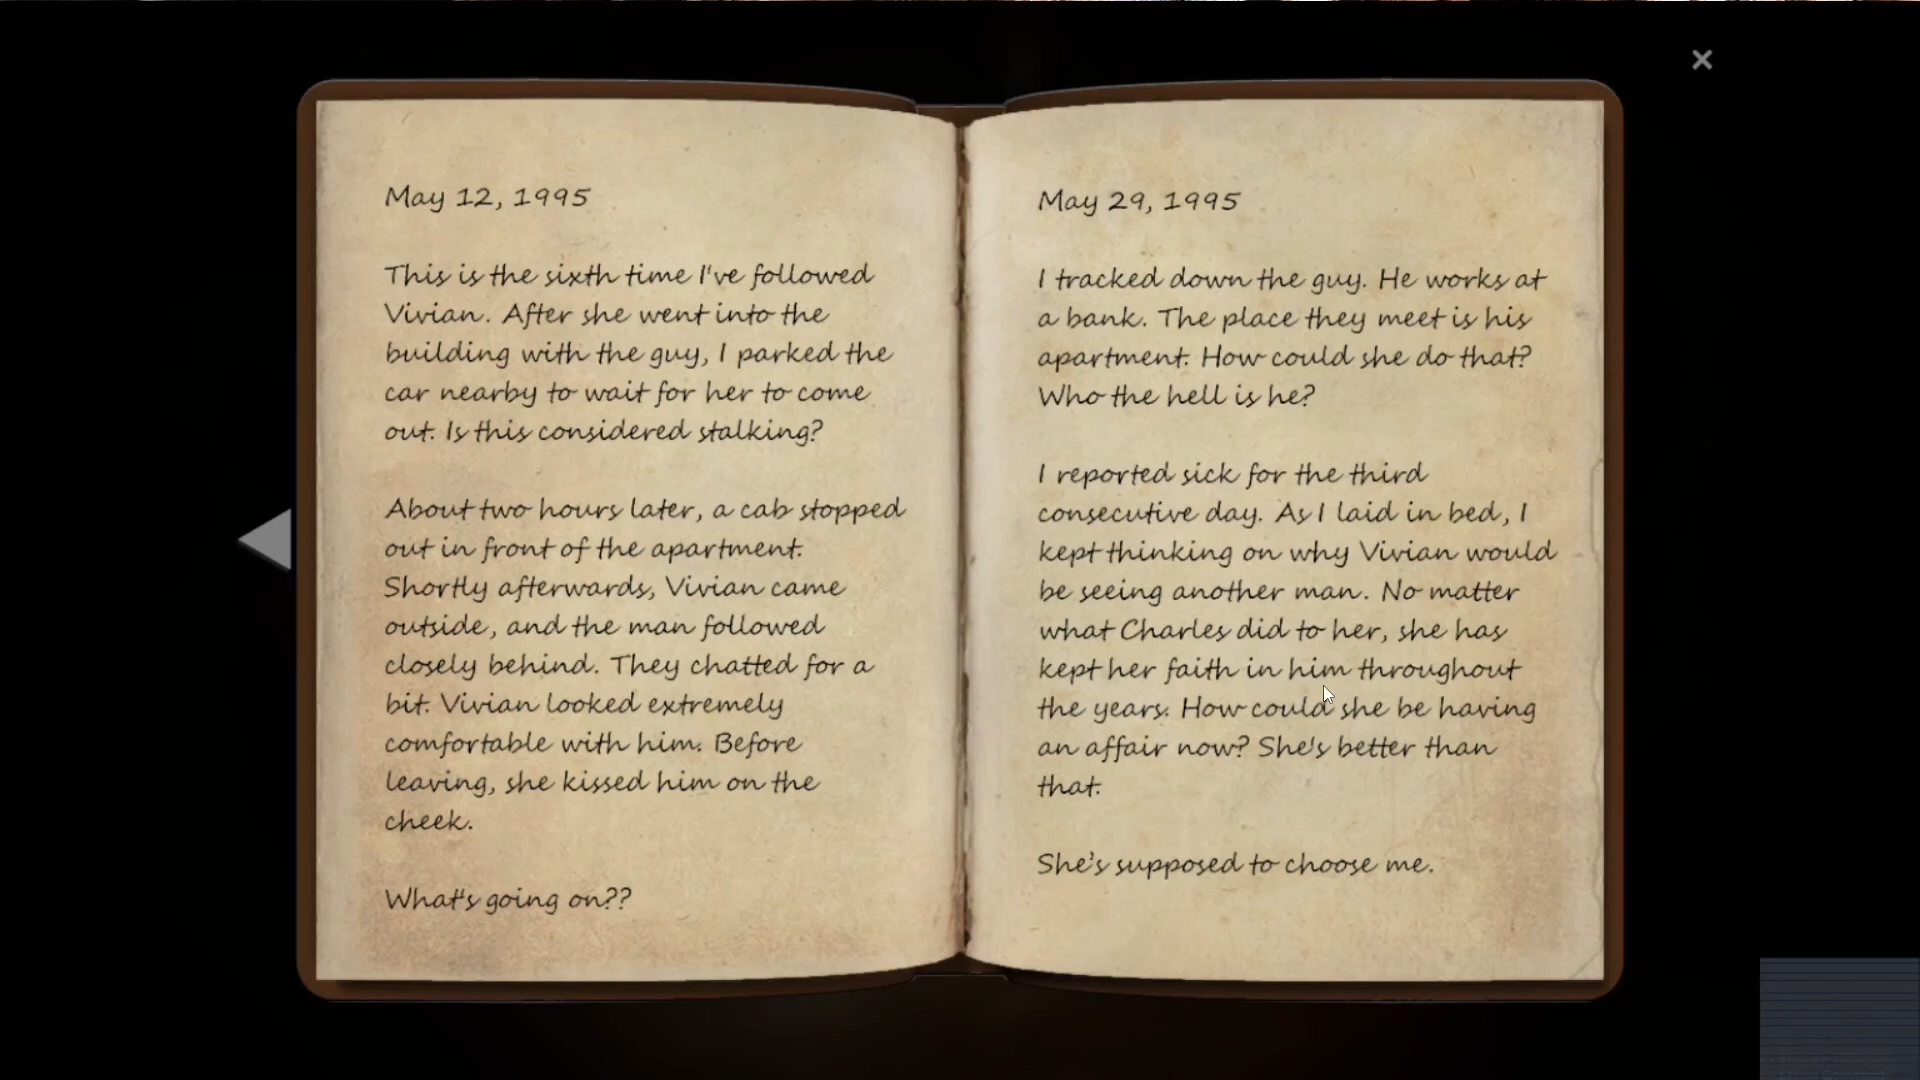 May 12, 1995
This is the sixth time I've followed
Vivian. After she went into the
building with the guy, I parked the
car nearby to wait for her to come
out. Is this considered stalking?
About two hours later, a cab stopped
out in front of the apartment.
Shortly afterwards, Vivian came
outside, and the man followed
closely behind. They chatted for a
bit. Vivian looked extremely
comfortable with him. Before
leaving, she kissed him on the
cheek.
What's going on??
May 29, 1995
I tracked down the guy. He works at
a bank. The place they meet is his
apartment. How could she do that?
Who the hell is he?
I reported sick for the third
consecutive day. As I laid in bed, I
kept thinking on why Vivian would
be seeing another man. No matter
what Charles did to her, she has
kept her faith in him throughout
the years. How could she be having
an affair now? She's better than
that.
She's supposed to choose me.